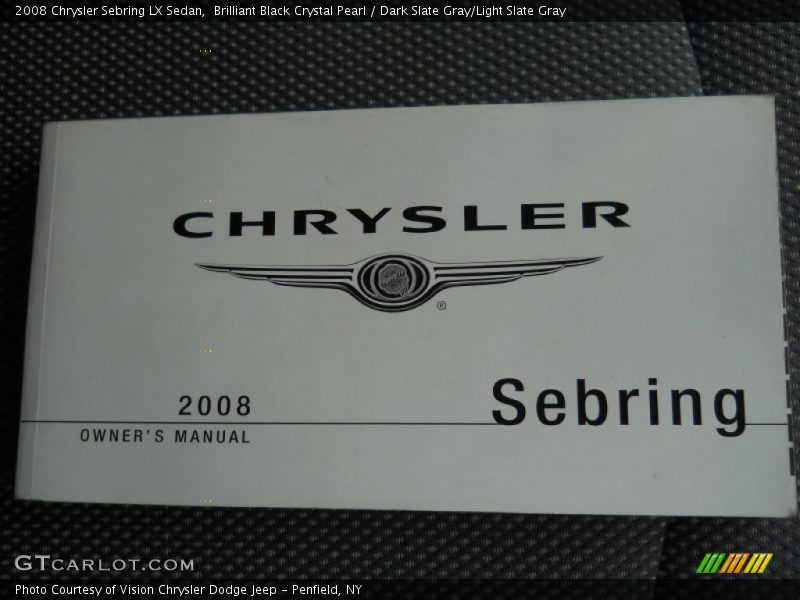 2008 Chrysler Sebring LX Sedan,  Brilliant Black Crystal Pearl / Dark Slate Gray/Light Slate Gray
CHRYSLER
®
2008
Sebring
OWNER'S MANUAL
GTCARLOT.COM
Photo Courtesy of Vision Chrysler Dodge Jeep - Penfield, NY